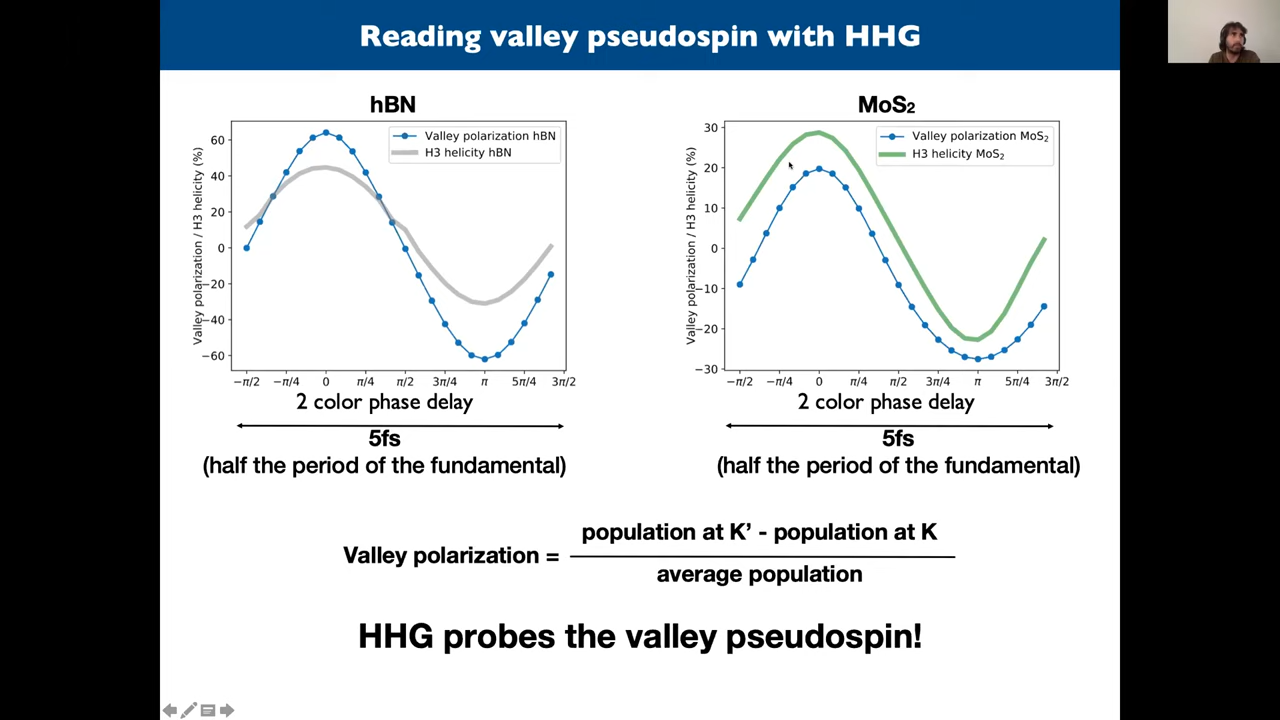 Reading valley pseudospin with HHG
hBN
Valley polarization / H3 helicity (%)
60
40
20
0
−20
−40
−60
Valley polarization hBN
H3 helicity hBN
−π/2 −π/4 0 π/4 π/2 3π/4 π 5π/4 3π/2
2 color phase delay
5fs
(half the period of the fundamental)
MoS₂
Valley polarization / H3 helicity (%)
30
20
10
0
−10
−20
−30
Valley polarization MoS₂
H3 helicity MoS₂
−π/2 −π/4 0 π/4 π/2 3π/4 π 5π/4 3π/2
2 color phase delay
5fs
(half the period of the fundamental)
population at K’ - population at K
Valley polarization =
average population
HHG probes the valley pseudospin!